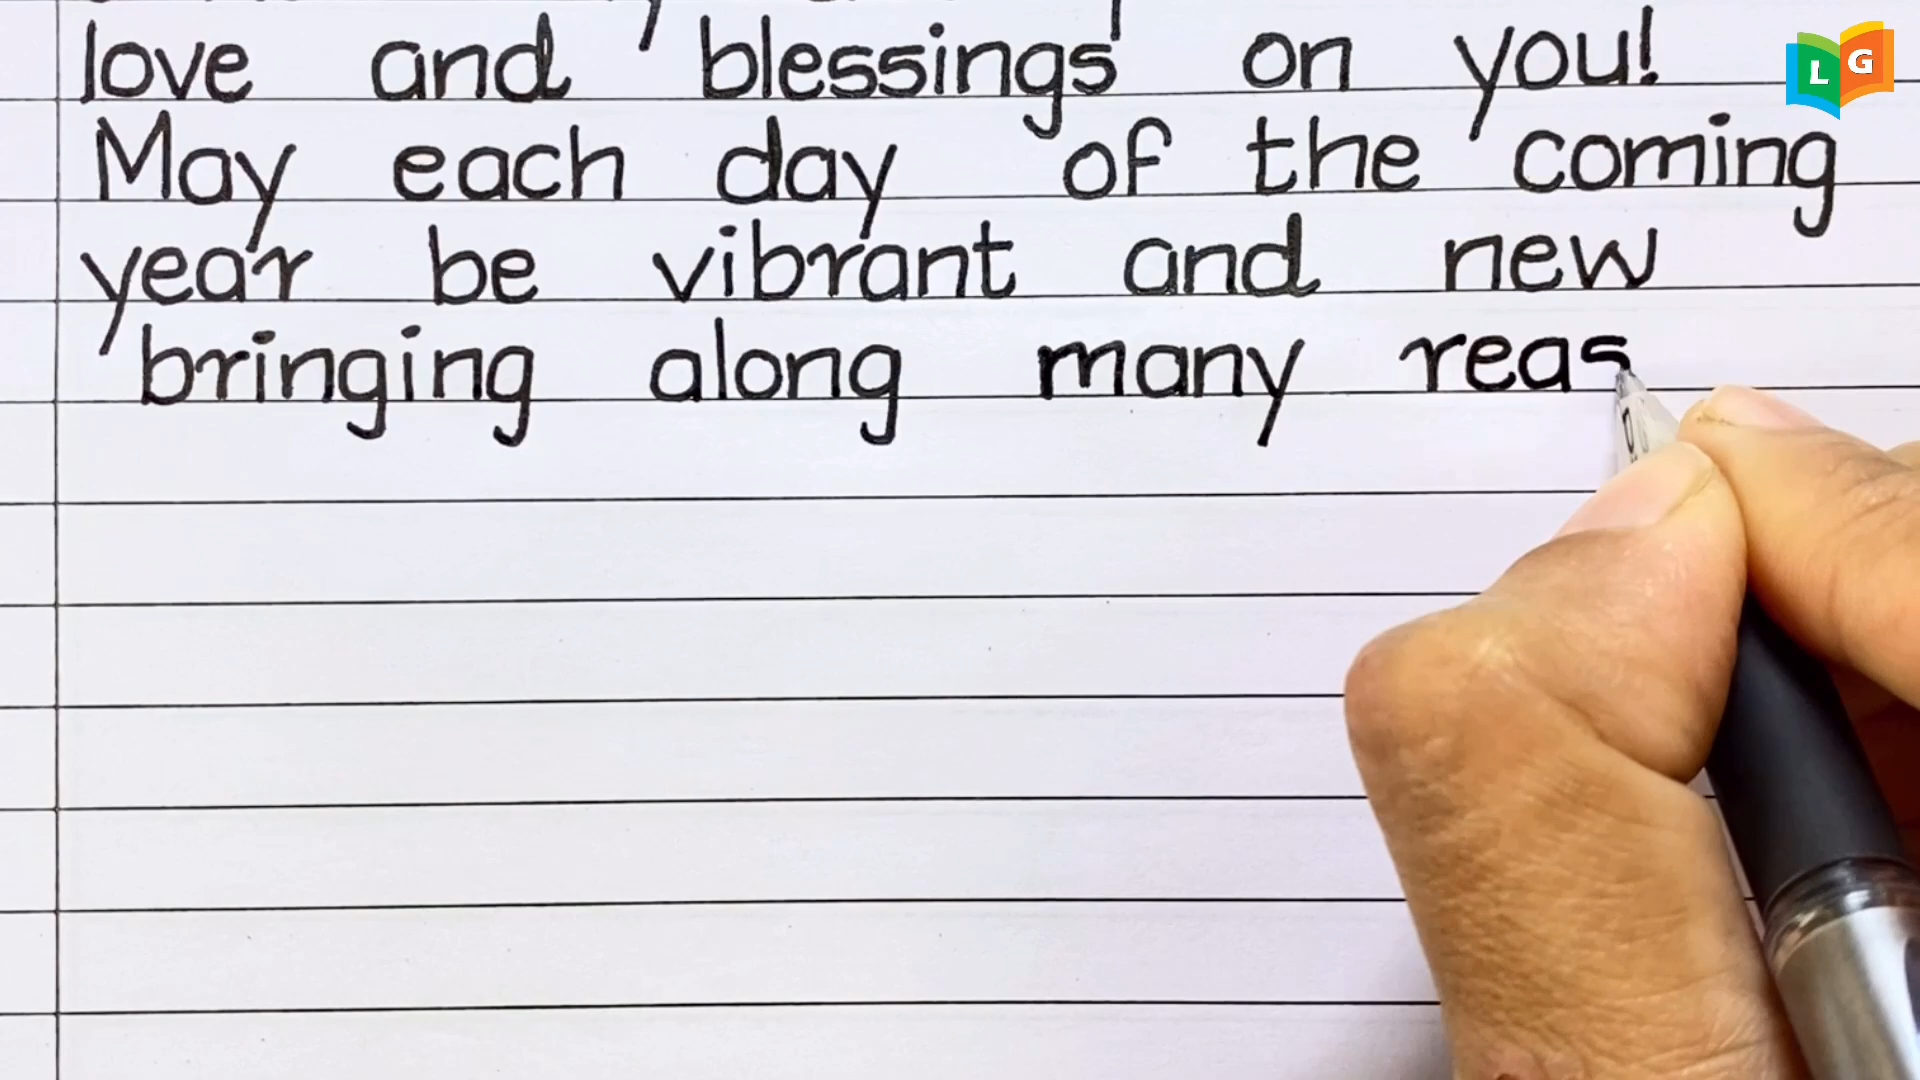 love and blessings on you!
May each day of the coming
year be vibrant and new
bringing along many reas
L G